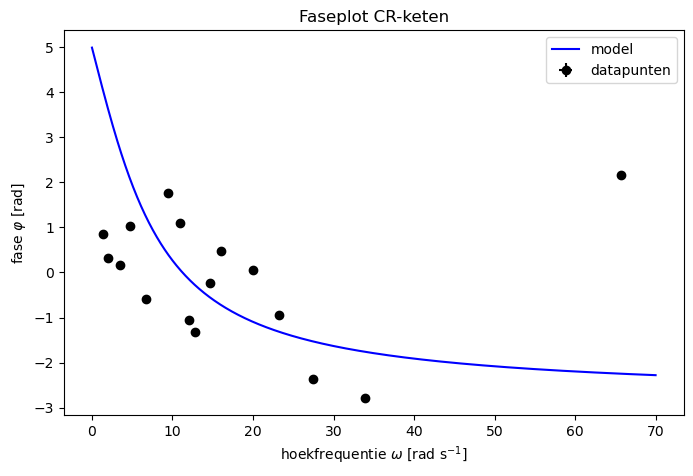 Faseplot CR-keten
model
datapunten
fase φ [rad]
5
4
3
2
1
0
−1
−2
−3
0 10 20 30 40 50 60 70
hoekfrequentie ω [rad s⁻¹]